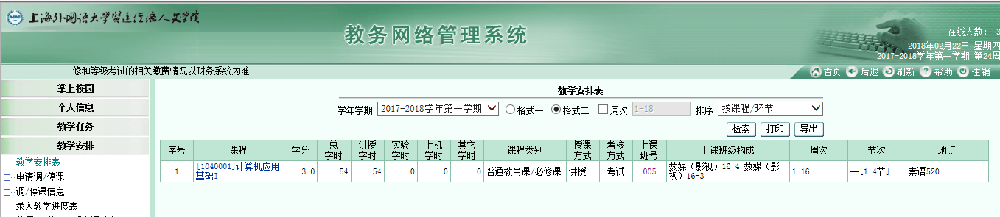 上海外国语大学贤达经济人文学院
教务网络管理系统
在线人数： 3
2018年02月22日 星期四
2017-2018学年第一学期 第24周
修和等级考试的相关缴费情况以财务系统为准
首页 后退 刷新 帮助 注销
掌上校园
个人信息
教学任务
教学安排
教学安排表
申请调/停课
调/停课信息
录入教学进度表
教学安排表
学年学期 2017-2018学年第一学期 格式一 格式二 周次 1-18 排序 按课程/环节
检索 打印 导出
序号 课程 学分 总学时 讲授学时 实验学时 上机学时 其它学时 课程类别 授课方式 考核方式 上课班号 上课班级构成 周次 节次 地点
1 [1040001]计算机应用基础I 3.0 54 54 0 0 0 普通教育课/必修课 讲授 考试 005 数媒（影视）16-4 数媒（影视）16-3 1-16 一[1-4节] 崇语520